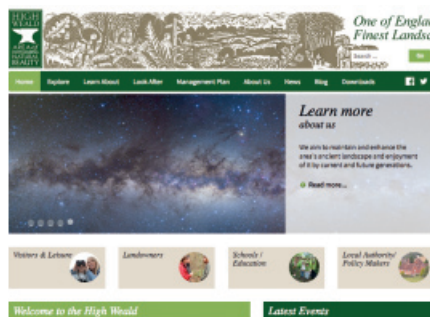 HIGH
WEALD
AREA of
OUTSTANDING
NATURAL
BEAUTY
One of Engla
Finest Landsc
Search ...
Go
Home Explore Learn About Look After Management Plan About Us News Blog Downloads
Learn more
about us
We aim to maintain and enhance the
area's ancient landscape and enjoyment
of it by current and future generations.
Read more...
Visitors & Leisure
Landowners
Schools /
Education
Local Authority/
Policy Makers
Welcome to the High Weald
Latest Events